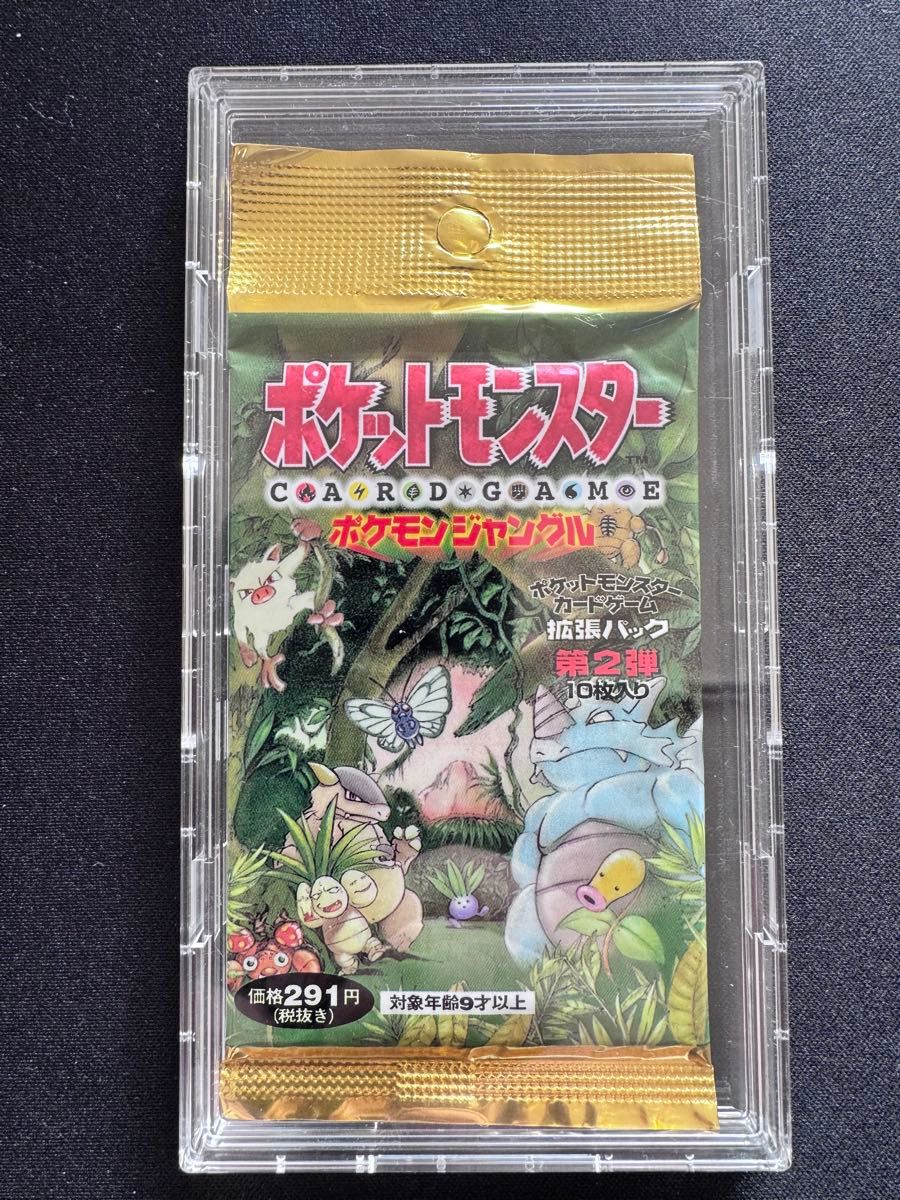 ポケットモンスター
TM
CARDGAME
ポケモンジャングル
ポケットモンスター
カードゲーム
拡張パック
第2弾
10枚入り
価格291円
(税抜き)
対象年齢9才以上